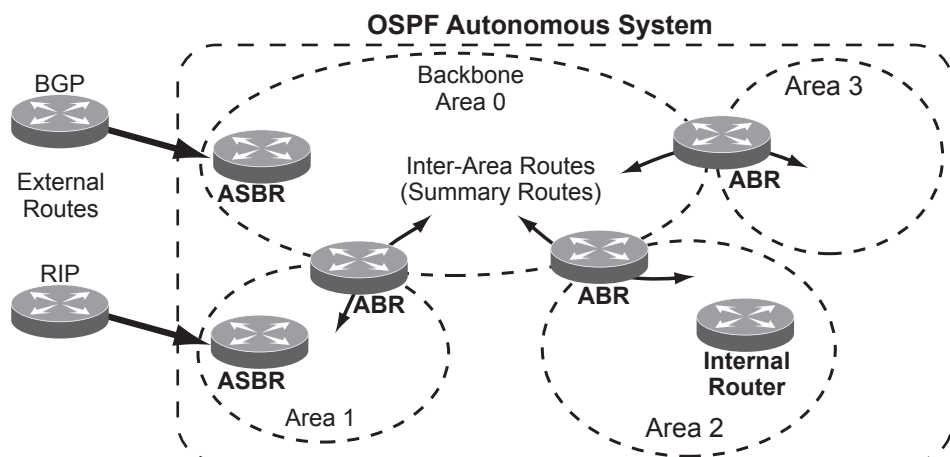 OSPF Autonomous System
BGP
External
Routes
RIP
Backbone
Area 0
Area 3
ASBR
Inter-Area Routes
(Summary Routes)
ABR
ABR
ABR
ASBR
Internal
Router
Area 1
Area 2